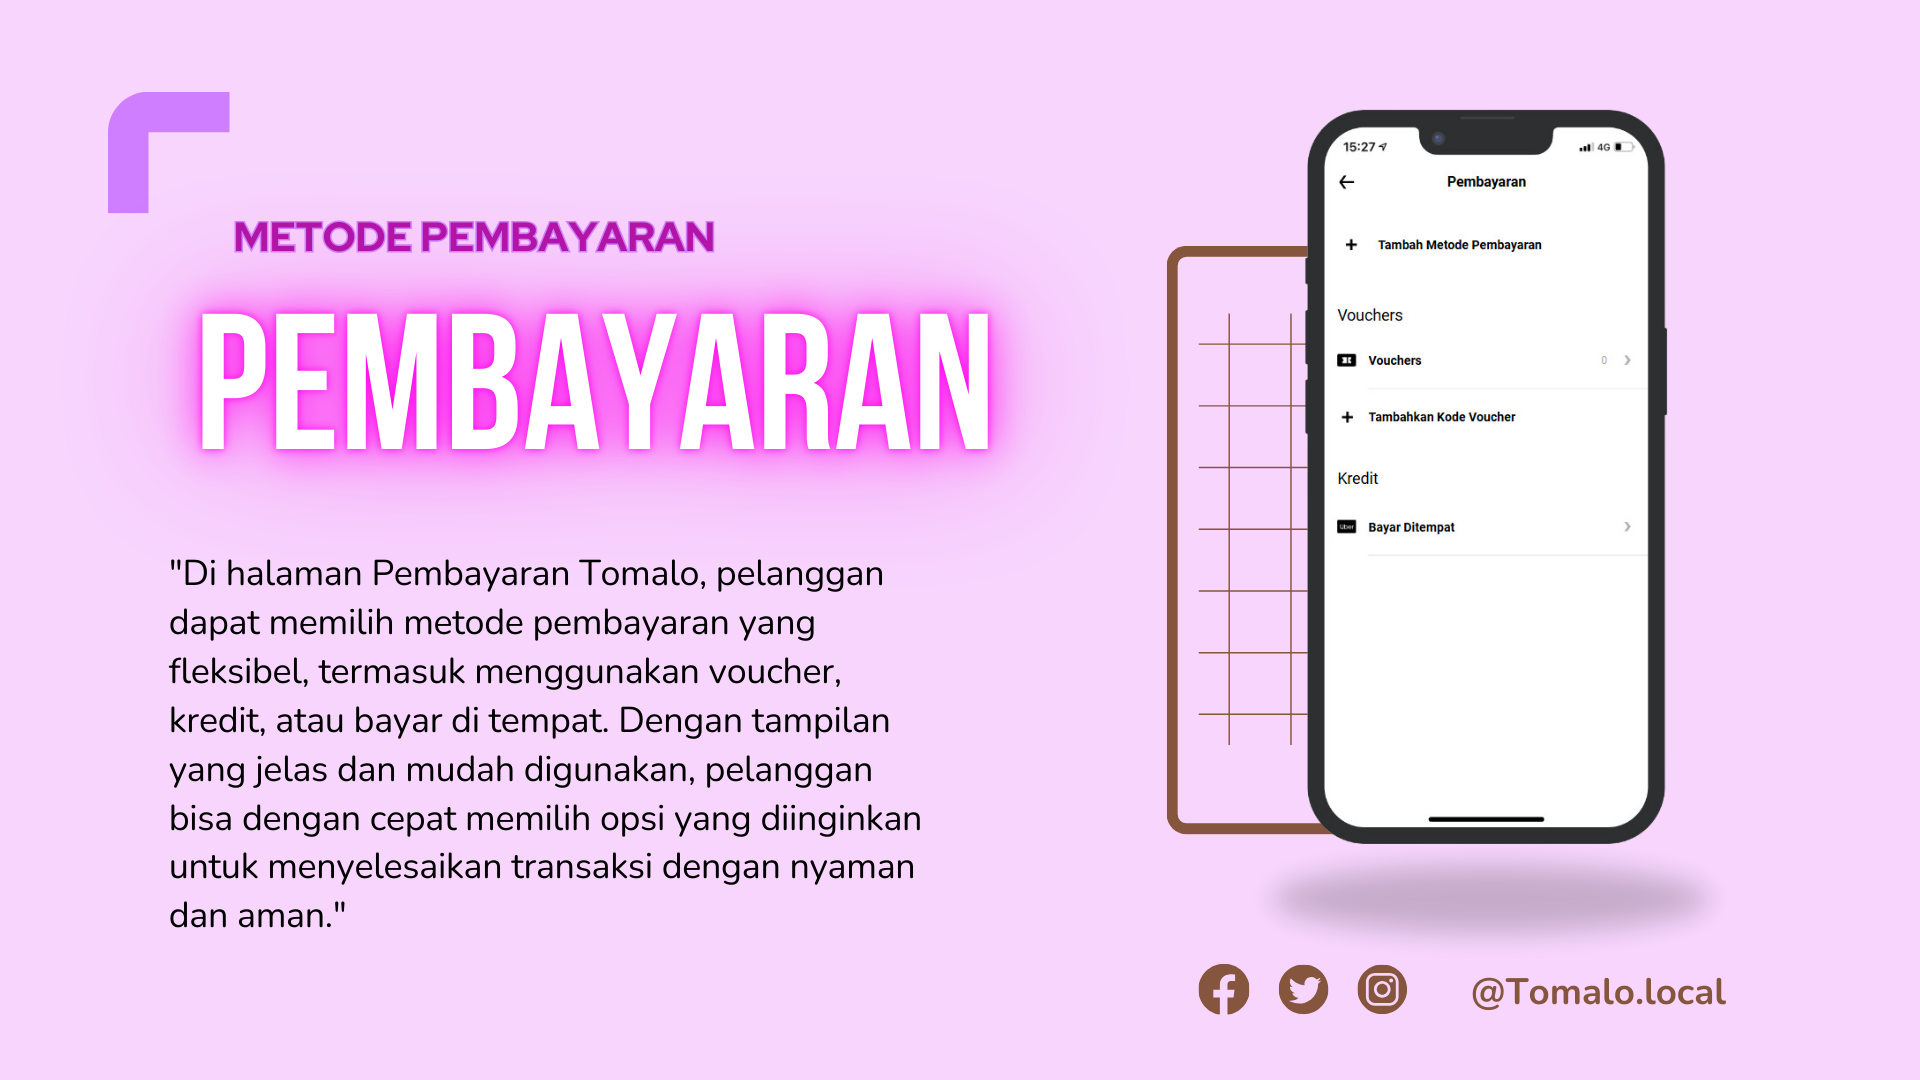 METODE PEMBAYARAN
PEMBAYARAN
"Di halaman Pembayaran Tomalo, pelanggan
dapat memilih metode pembayaran yang
fleksibel, termasuk menggunakan voucher,
kredit, atau bayar di tempat. Dengan tampilan
yang jelas dan mudah digunakan, pelanggan
bisa dengan cepat memilih opsi yang diinginkan
untuk menyelesaikan transaksi dengan nyaman
dan aman."
15:27 4G
Pembayaran
+ Tambah Metode Pembayaran
Vouchers
Vouchers 0
+ Tambahkan Kode Voucher
Kredit
Uber Bayar Ditempat
@Tomalo.local